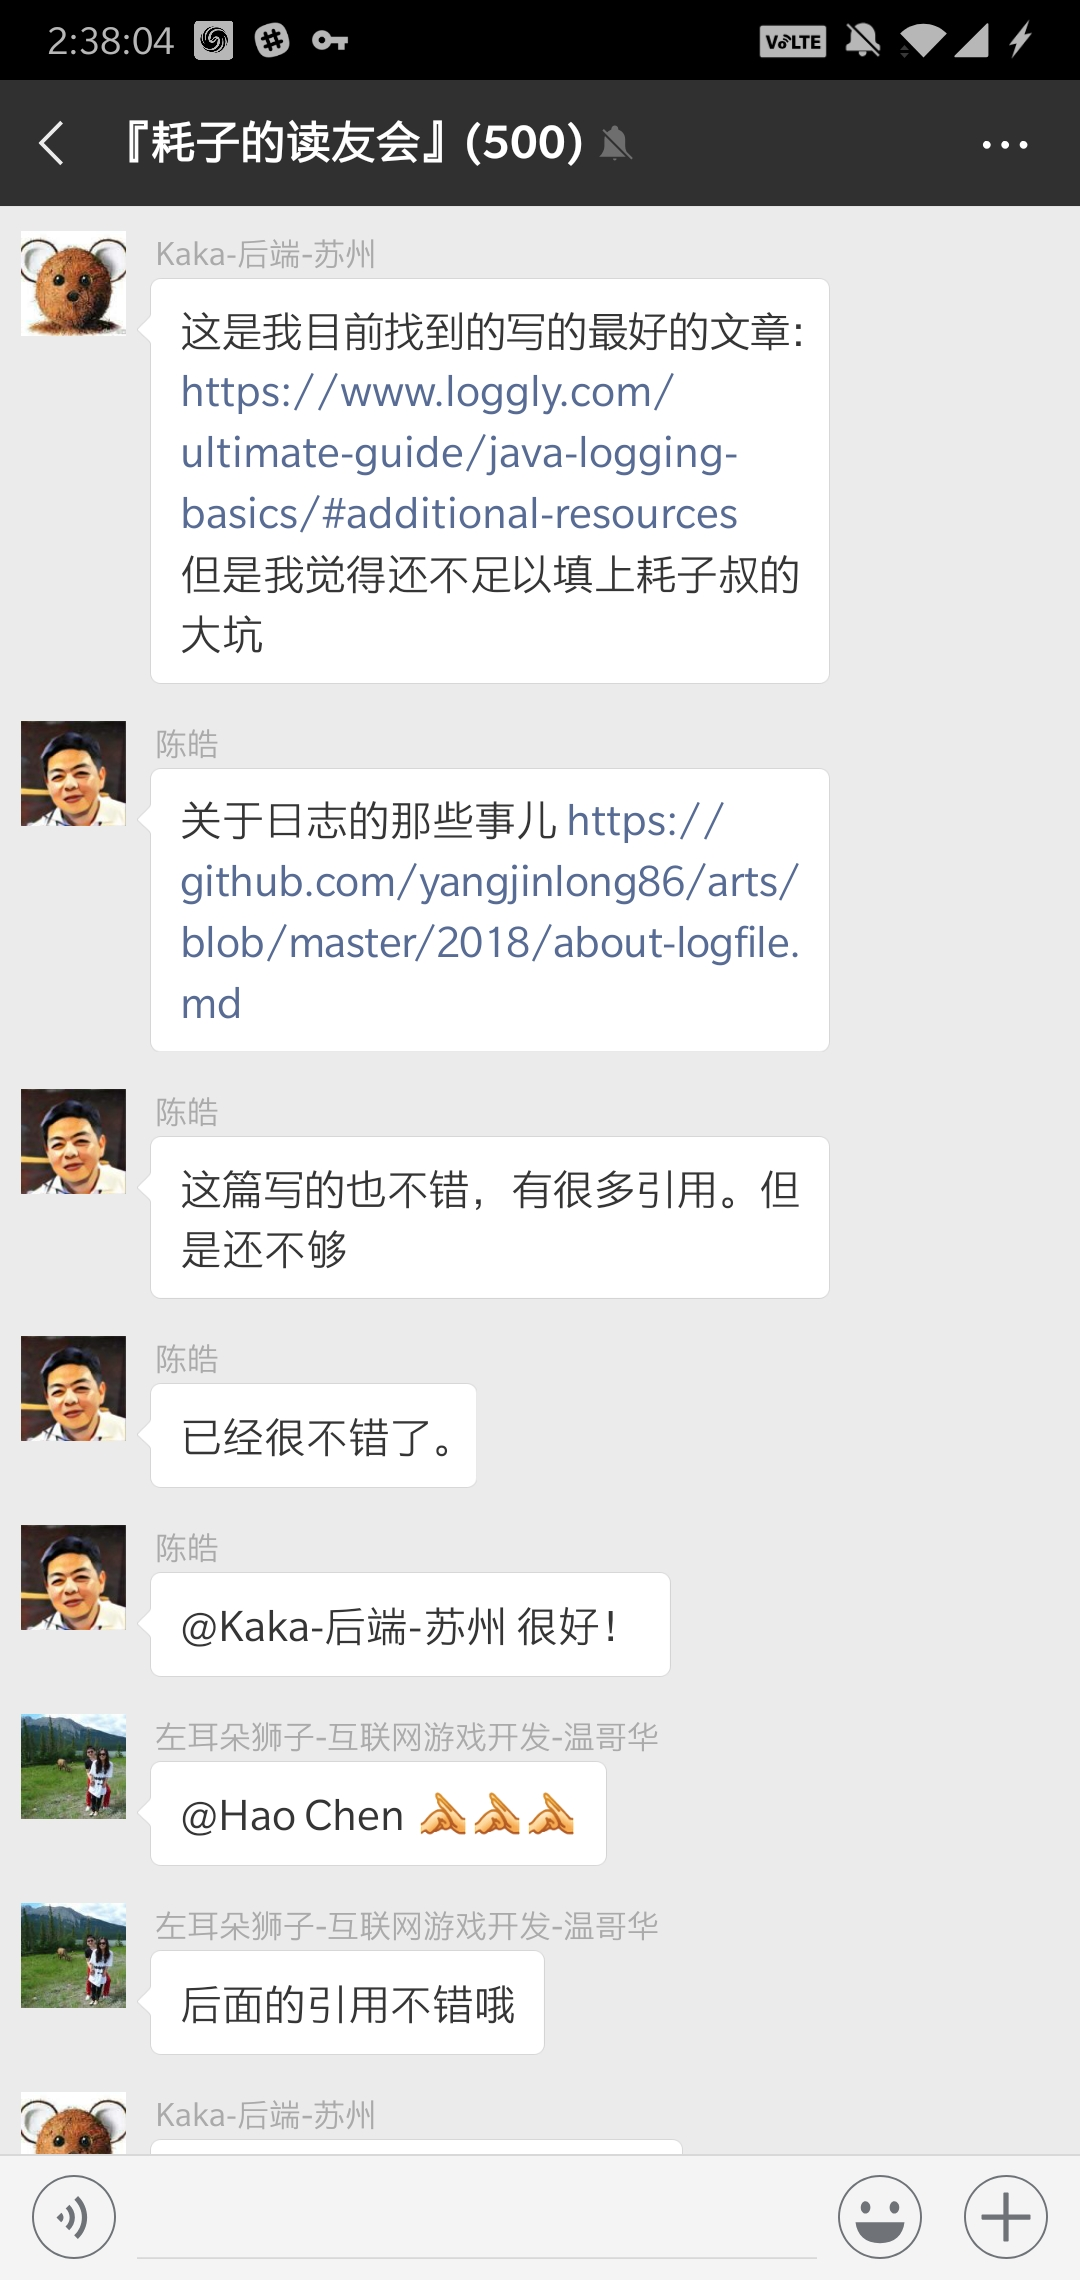 2:38:04
VoLTE
『耗子的读友会』(500)
Kaka-后端-苏州
这是我目前找到的写的最好的文章：
https://www.loggly.com/
ultimate-guide/java-logging-
basics/#additional-resources
但是我觉得还不足以填上耗子叔的
大坑
陈皓
关于日志的那些事儿 https://
github.com/yangjinlong86/arts/
blob/master/2018/about-logfile.
md
陈皓
这篇写的也不错，有很多引用。但
是还不够
陈皓
已经很不错了。
陈皓
@Kaka-后端-苏州 很好！
左耳朵狮子-互联网游戏开发-温哥华
@Hao Chen
左耳朵狮子-互联网游戏开发-温哥华
后面的引用不错哦
Kaka-后端-苏州